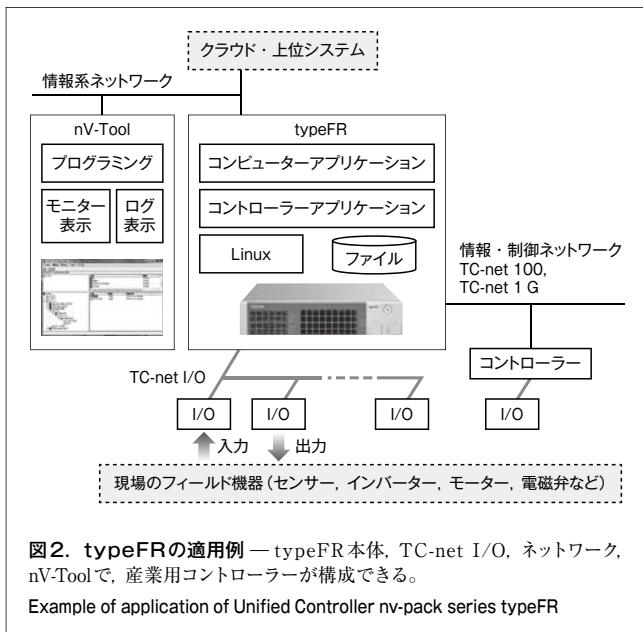 クラウド・上位システム
情報系ネットワーク
nV-Tool
プログラミング
モニター
表示
ログ
表示
typeFR
コンピューターアプリケーション
コントローラーアプリケーション
Linux
ファイル
情報・制御ネットワーク
TC-net 100,
TC-net 1 G
コントローラー
TC-net I/O
I/O
I/O
I/O
I/O
入力
出力
現場のフィールド機器（センサー，インバーター，モーター，電磁弁など）
図2．typeFRの適用例 — typeFR本体，TC-net I/O，ネットワーク，
nV-Toolで，産業用コントローラーが構成できる。
Example of application of Unified Controller nv-pack series typeFR